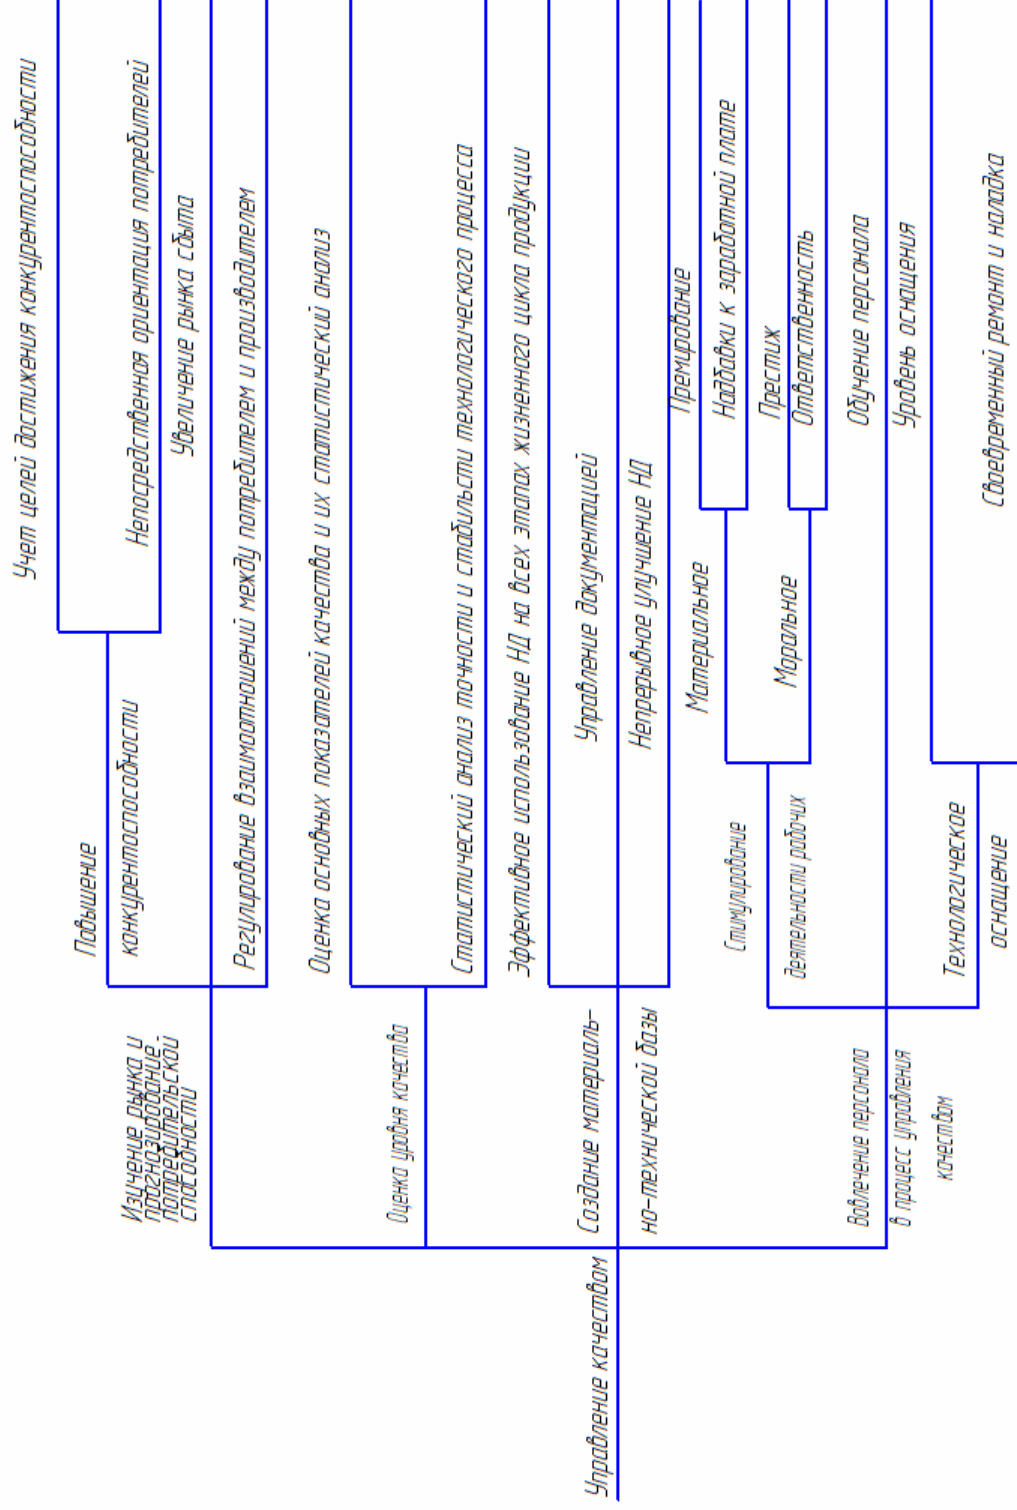 Управление качеством
Изучение рынка и
прогнозирование
потребительской
способности
Повышение
конкурентоспособности
Учет целей достижения конкурентоспособности
Непосредственная ориентация потребителей
Увеличение рынка сбыта
Регулирование взаимоотношений между потребителем и производителем
Оценка уровня качества
Оценка основных показателей качества и их статистический анализ
Статистический анализ точности и стабильсти технологического процесса
Создание материаль-
но-технической базы
Эффективное использование НД на всех этапах жизненного цикла продукции
Управление документацией
Непрерывное улучшение НД
Вовлечение персонала
в процесс управления
качеством
Стимулирование
деятельности рабочих
Материальное
Премирование
Надбавки к заработной плате
Моральное
Престиж
Ответственность
Обучение персонала
Технологическое
оснащение
Уровень оснащения
Своевременный ремонт и наладка